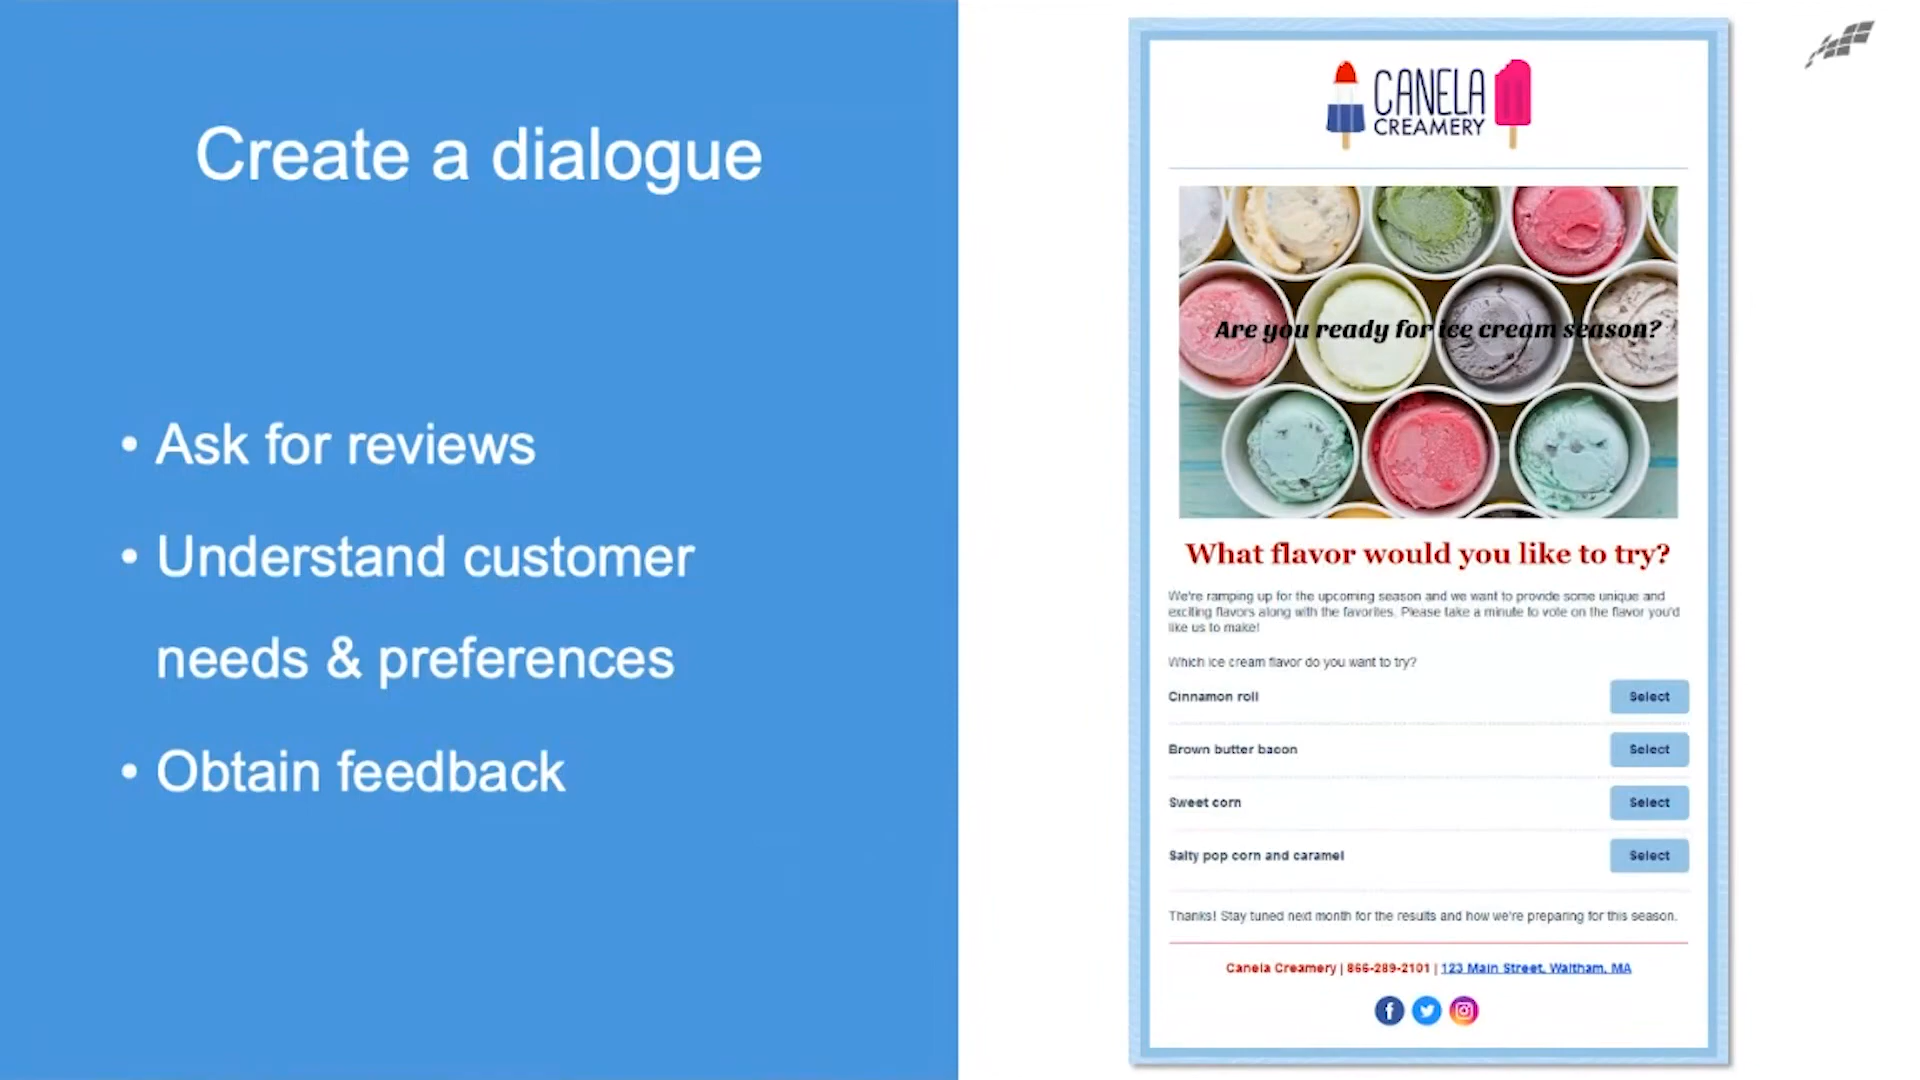 Create a dialogue
• Ask for reviews
• Understand customer
needs & preferences
• Obtain feedback
CANELA
CREAMERY
Are you ready for ice cream season?
What flavor would you like to try?
We're ramping up for the upcoming season and we want to provide some unique and
exciting flavors along with the favorites. Please take a minute to vote on the flavor you'd
like us to make!
Which ice cream flavor do you want to try?
Cinnamon roll Select
Brown butter bacon Select
Sweet corn Select
Salty pop corn and caramel Select
Thanks! Stay tuned next month for the results and how we're preparing for this season.
Canela Creamery | 866-289-2101 | 123 Main Street, Waltham, MA